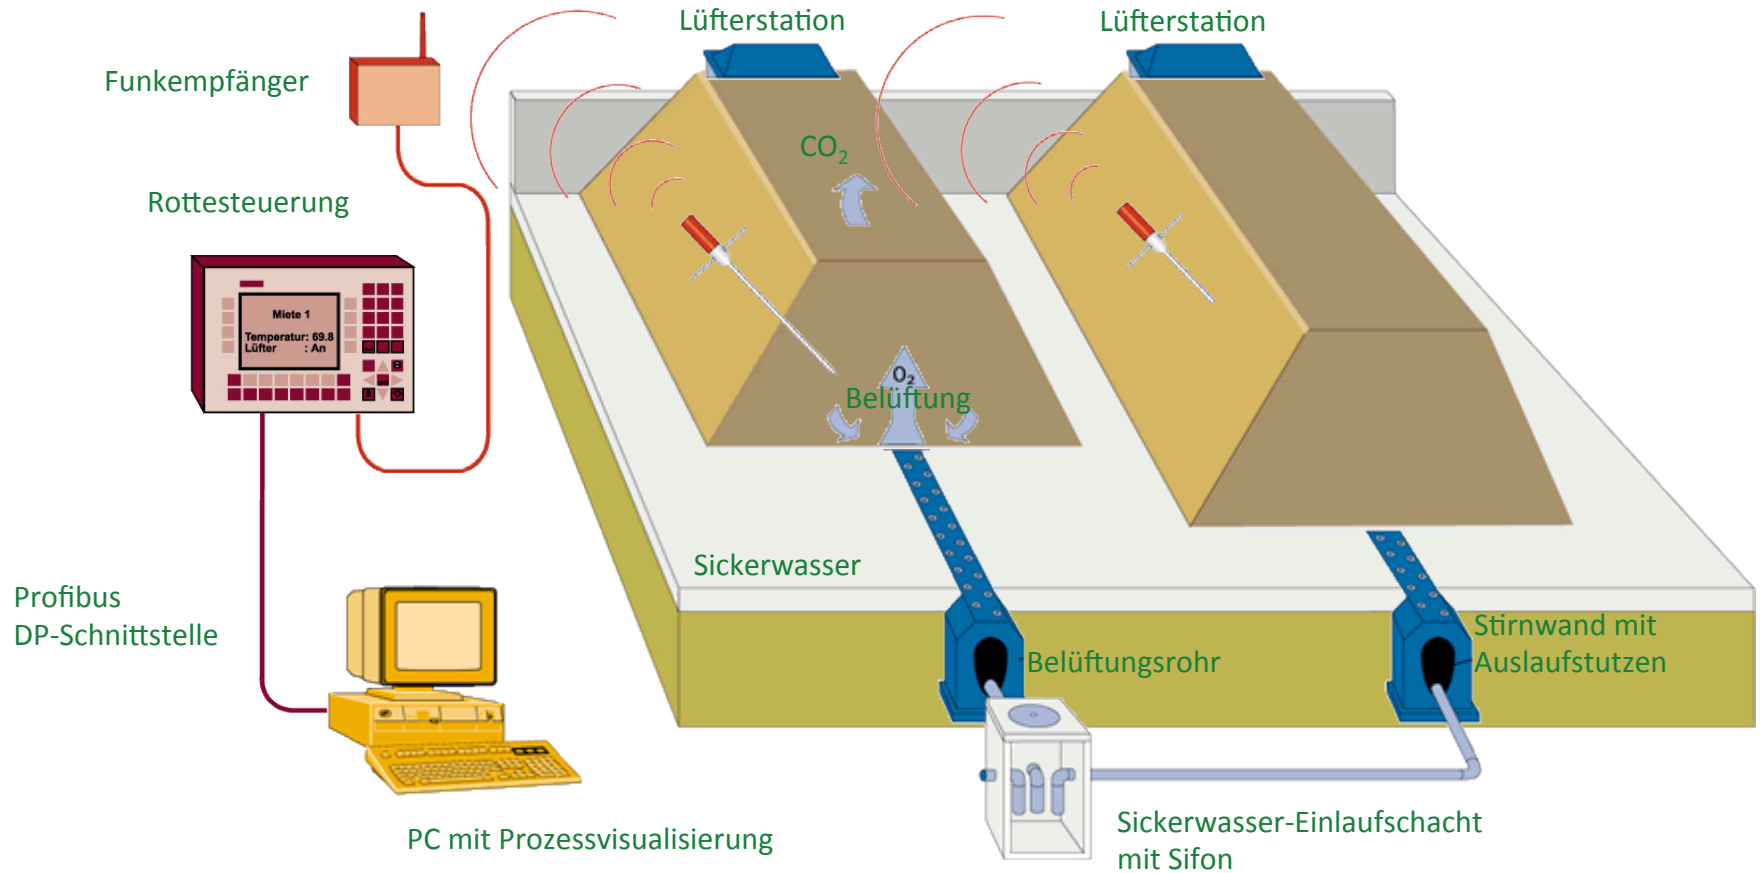 Lüfterstation
Lüfterstation
Funkempfänger
CO₂
Rottesteuerung
Miete 1
Temperatur: 69.8
Lüfter : An
O₂
Belüftung
Sickerwasser
Profibus
DP-Schnittstelle
Belüftungsrohr
Stirnwand mit
Auslaufstutzen
PC mit Prozessvisualisierung
Sickerwasser-Einlaufschacht
mit Sifon